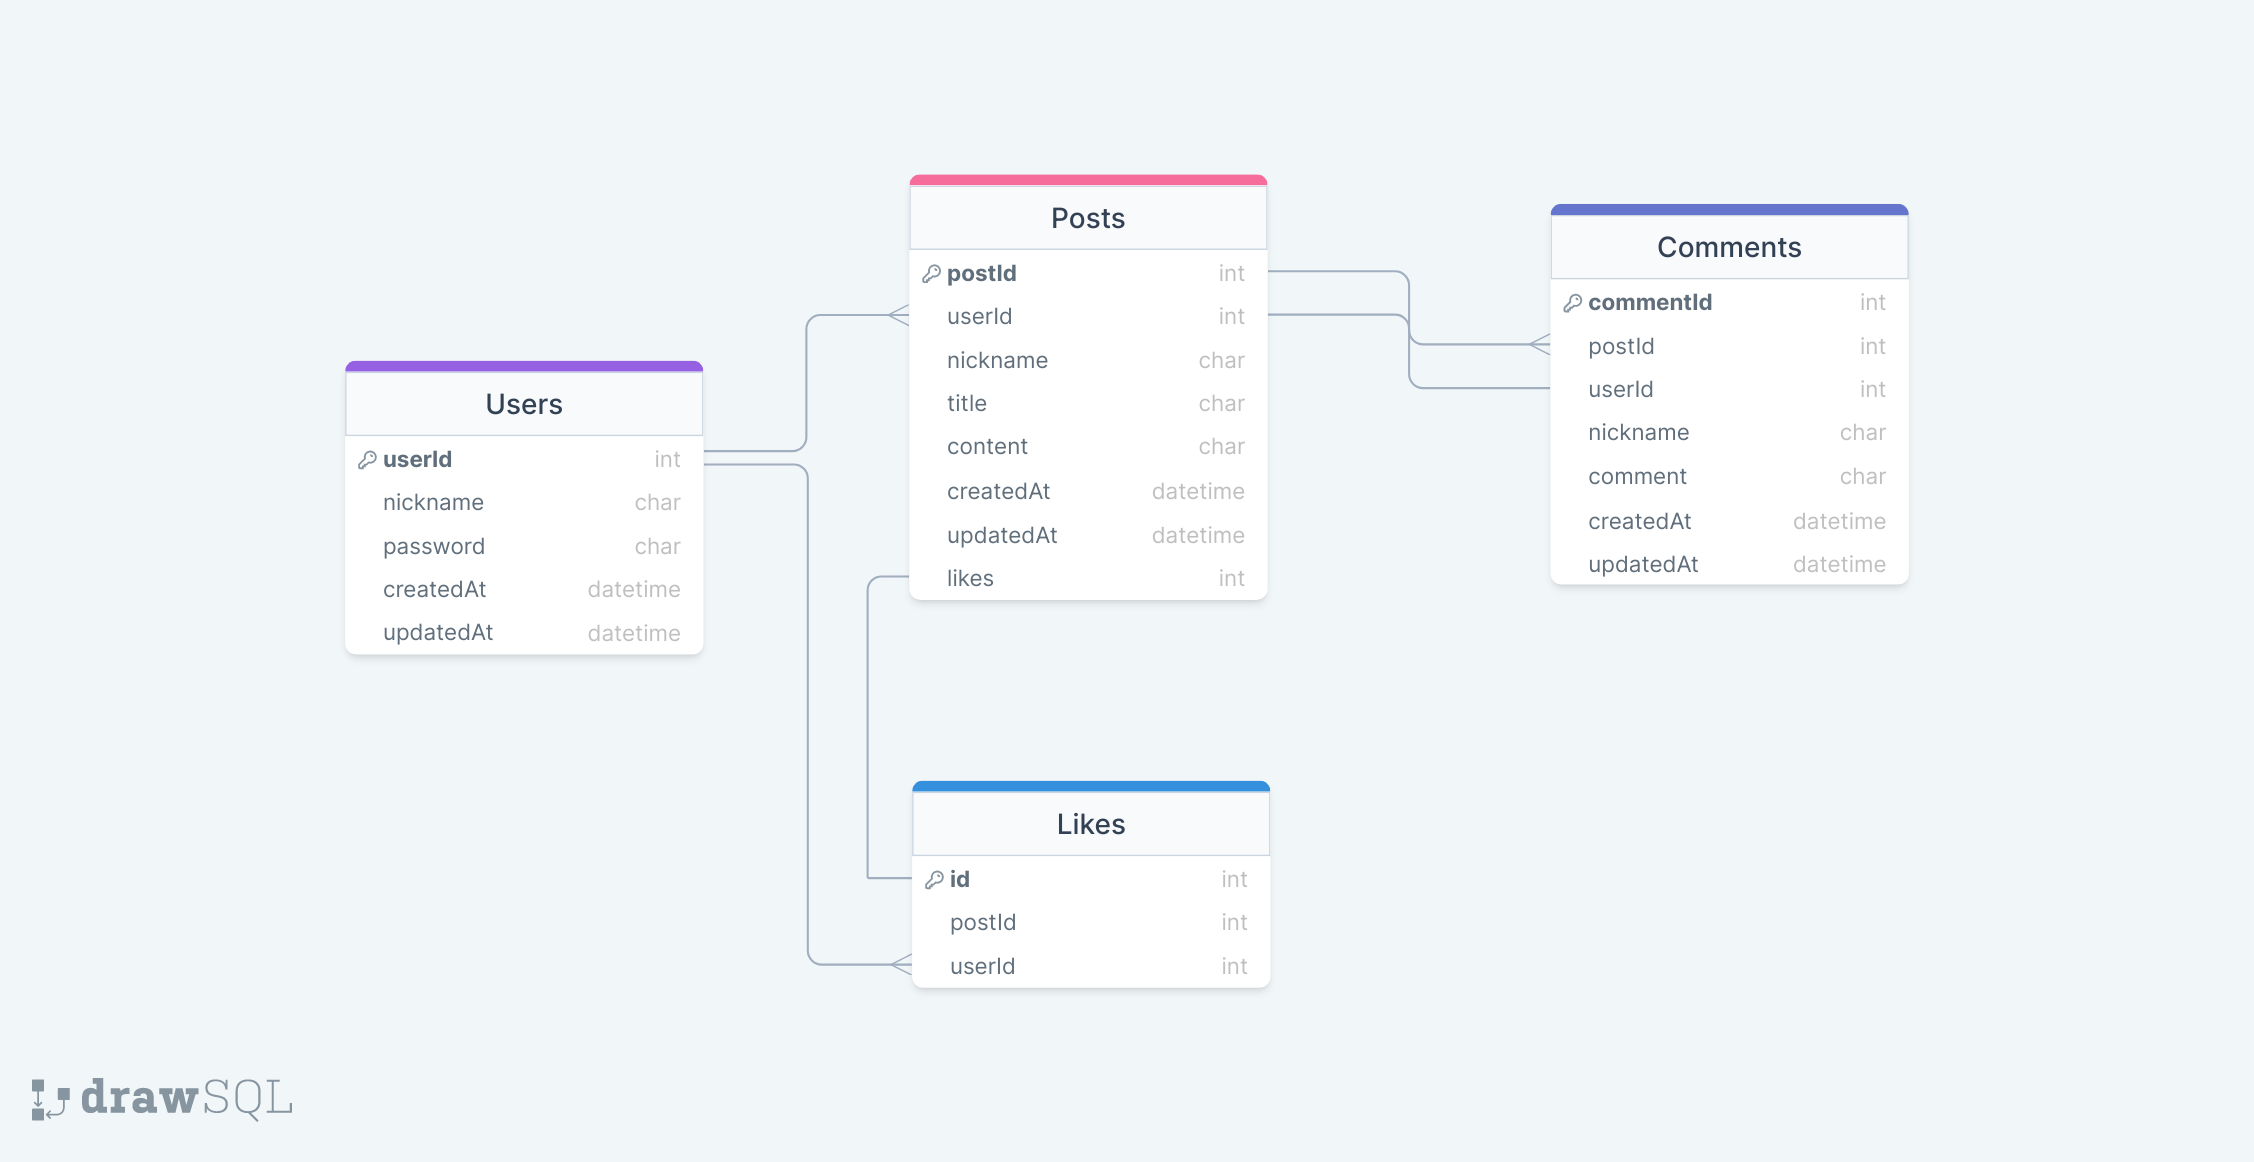 Users
userId int
nickname char
password char
createdAt datetime
updatedAt datetime
Posts
postId int
userId int
nickname char
title char
content char
createdAt datetime
updatedAt datetime
likes int
Comments
commentId int
postId int
userId int
nickname char
comment char
createdAt datetime
updatedAt datetime
Likes
id int
postId int
userId int
drawSQL